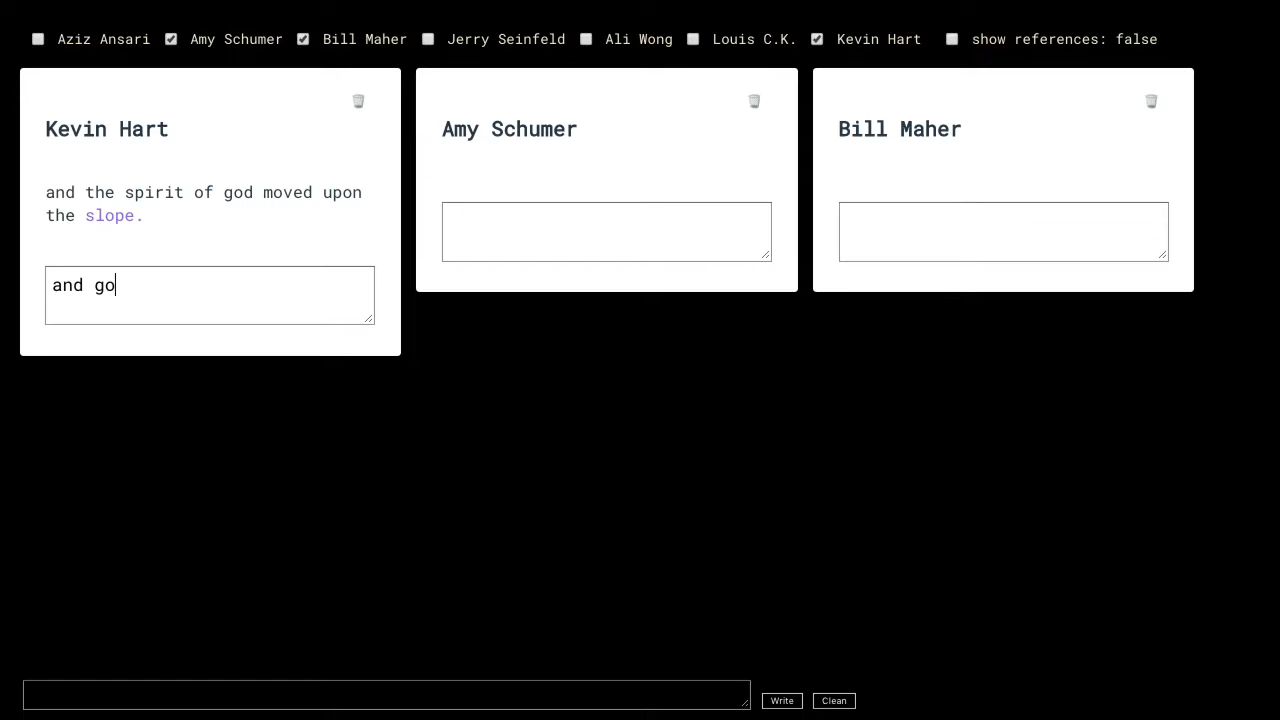 Aziz Ansari Amy Schumer Bill Maher Jerry Seinfeld Ali Wong Louis C.K. Kevin Hart show references: false
Kevin Hart
and the spirit of god moved upon
the slope.
and go
Amy Schumer
Bill Maher
Write Clean